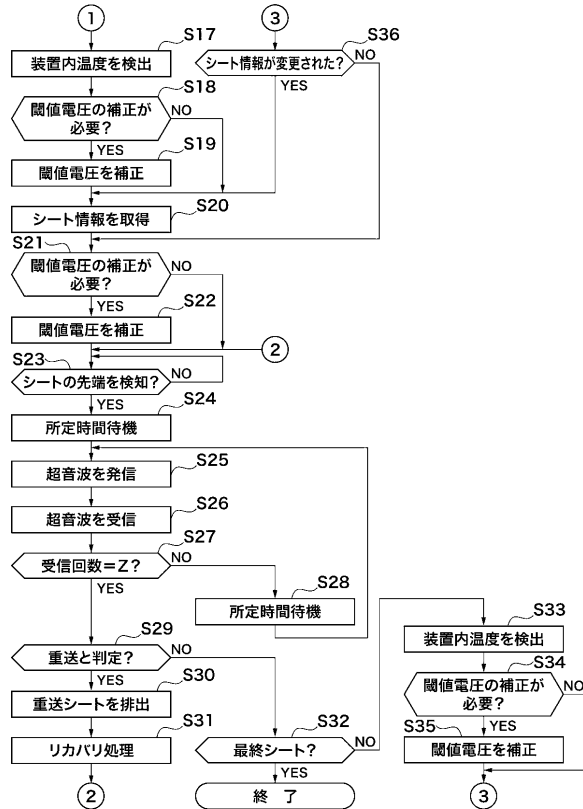 1
S17
装置内温度を検出
S18
閾値電圧の補正が
必要？
NO
YES
S19
閾値電圧を補正
S20
シート情報を取得
3
S36
シート情報が変更された？
NO
YES
S21
閾値電圧の補正が
必要？
NO
YES
S22
閾値電圧を補正
2
S23
シートの先端を検知？
NO
YES
S24
所定時間待機
S25
超音波を発信
S26
超音波を受信
S27
受信回数＝Z？
NO
YES
S28
所定時間待機
S29
重送と判定？
NO
YES
S30
重送シートを排出
S31
リカバリ処理
2
S32
最終シート？
NO
YES
終 了
S33
装置内温度を検出
S34
閾値電圧の補正が
必要？
NO
YES
S35
閾値電圧を補正
3